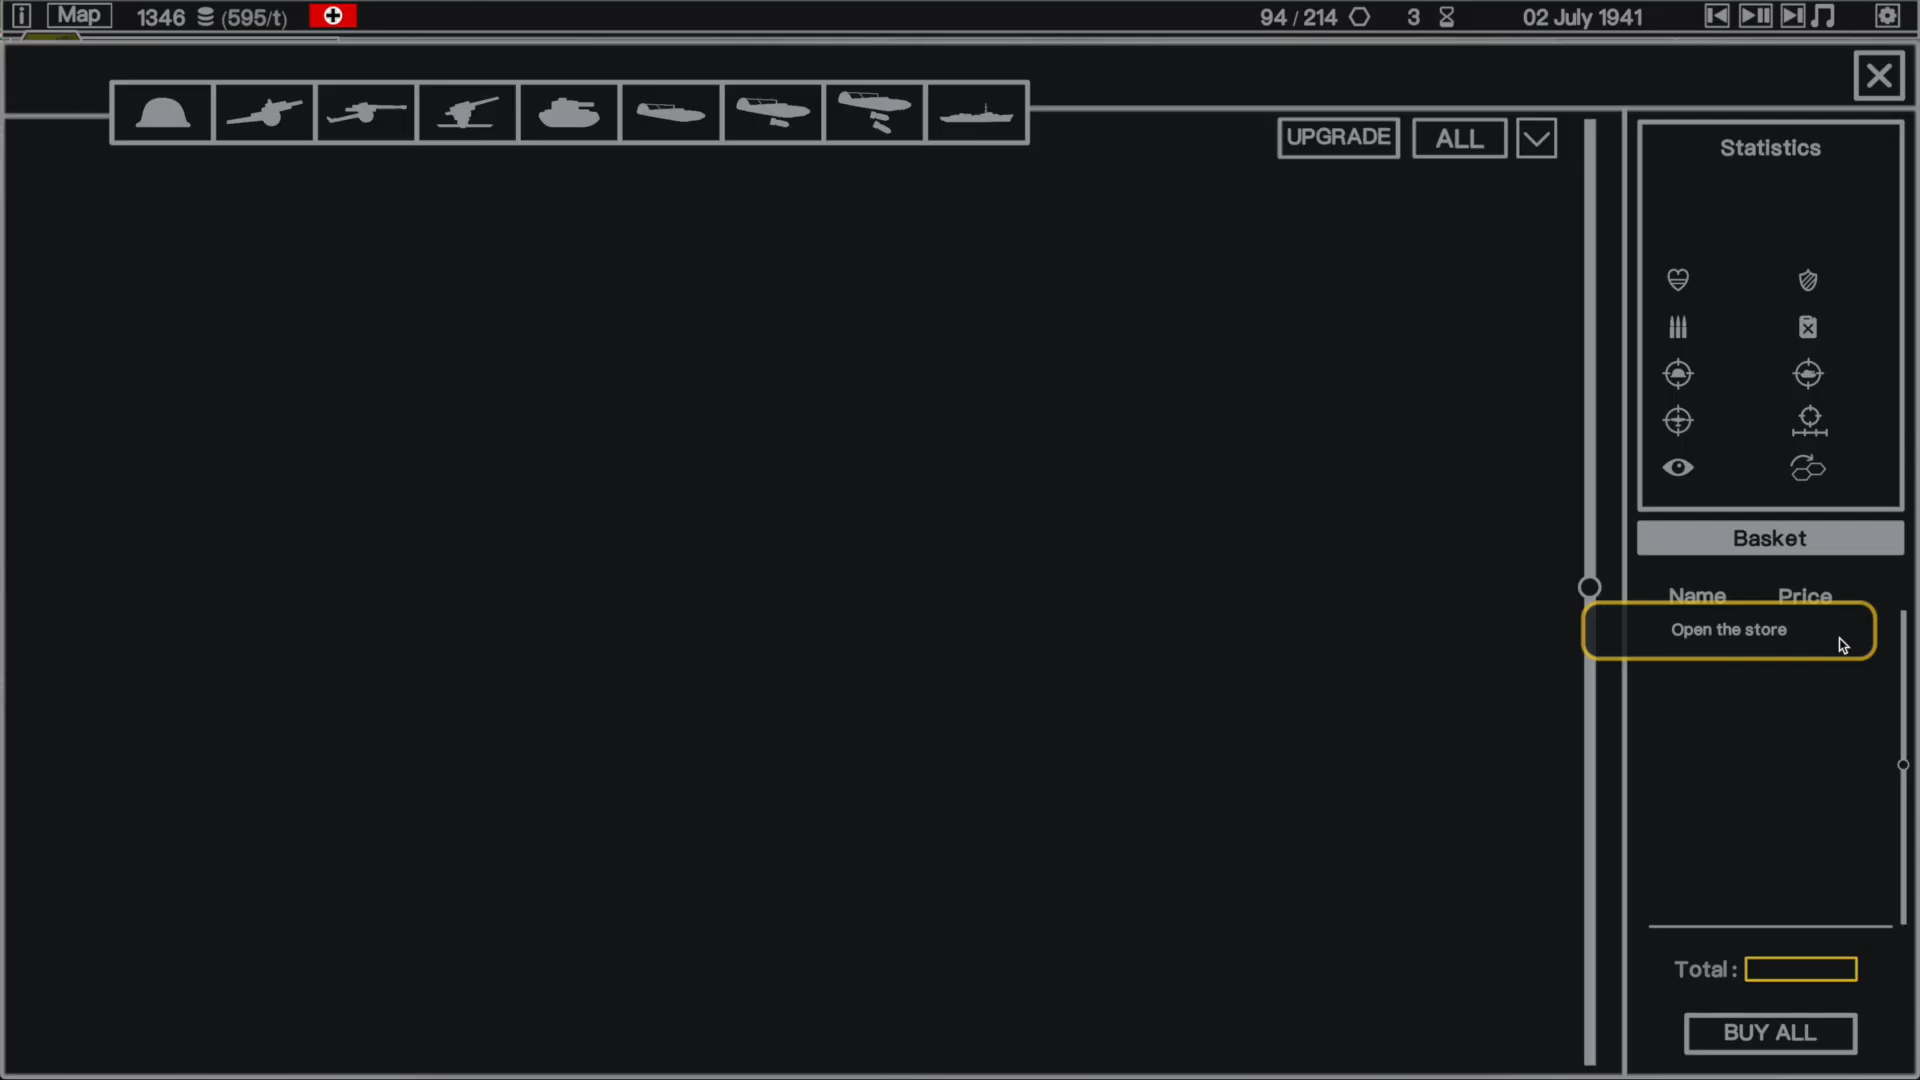 i Map 1346 (595/t) 94 / 214 3 02 July 1941
UPGRADE ALL
Statistics
Basket
Name Price
Open the store
Total :
BUY ALL